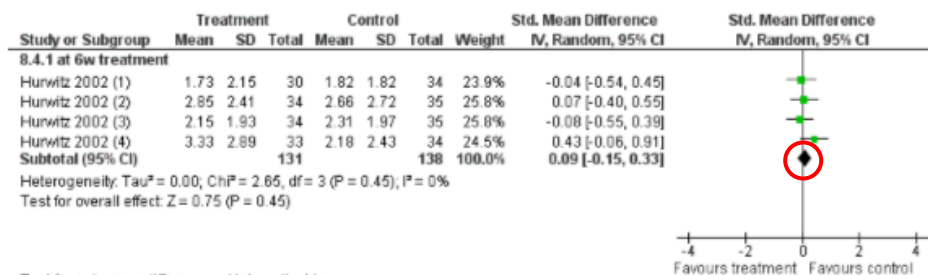 Treatment Control Std. Mean Difference Std. Mean Difference
Study or Subgroup Mean SD Total Mean SD Total Weight IV, Random, 95% CI IV, Random, 95% CI
8.4.1 at 6w treatment
Hurwitz 2002 (1) 1.73 2.15 30 1.82 1.82 34 23.9% -0.04 [-0.54, 0.45]
Hurwitz 2002 (2) 2.85 2.41 34 2.66 2.72 35 25.8% 0.07 [-0.40, 0.55]
Hurwitz 2002 (3) 2.15 1.93 34 2.31 1.97 35 25.8% -0.08 [-0.55, 0.39]
Hurwitz 2002 (4) 3.33 2.89 33 2.18 2.43 34 24.5% 0.43 [-0.06, 0.91]
Subtotal (95% CI) 131 138 100.0% 0.09 [-0.15, 0.33]
Heterogeneity: Tau² = 0.00; Chi² = 2.65, df = 3 (P = 0.45); I² = 0%
Test for overall effect: Z = 0.75 (P = 0.45)
-4 -2 0 2 4
Favours treatment Favours control